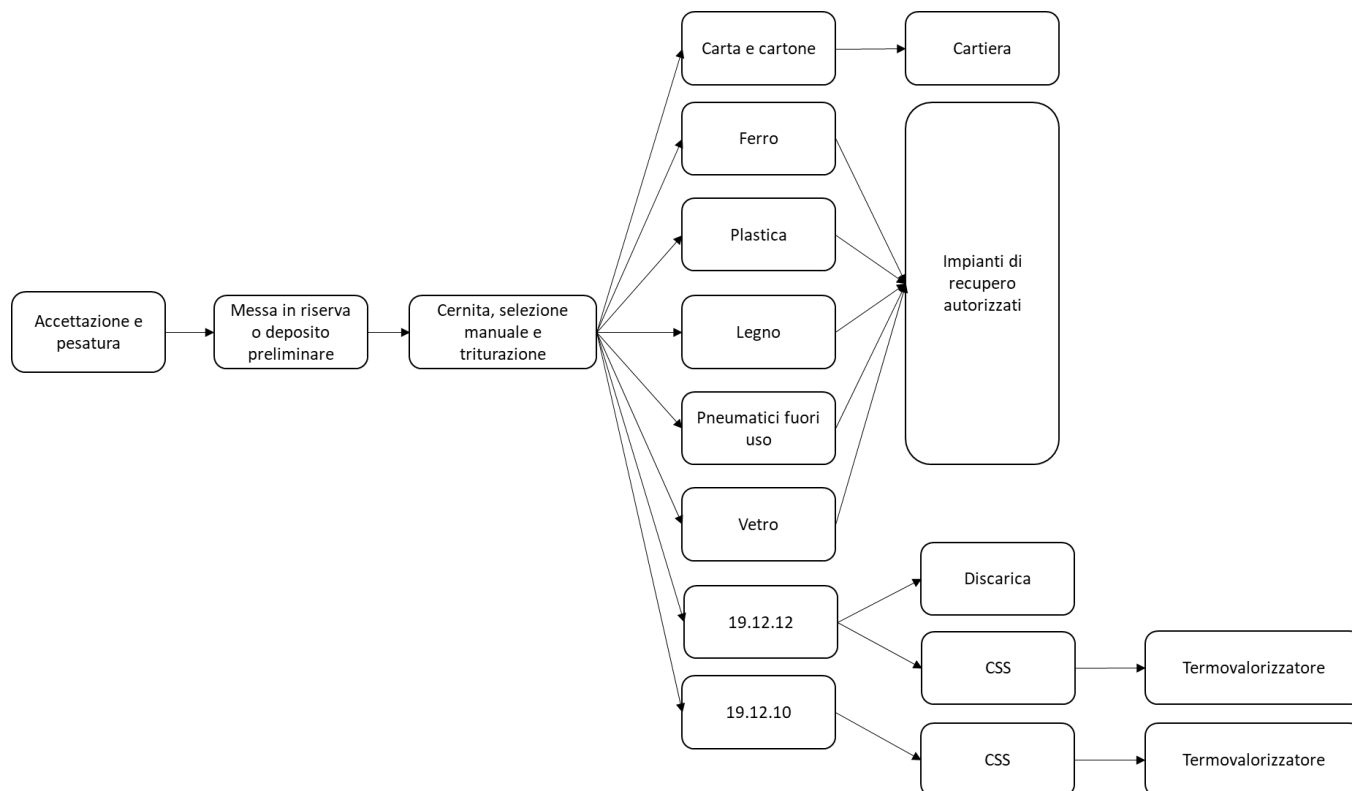 Accettazione e
pesatura
Messa in riserva
o deposito
preliminare
Cernita, selezione
manuale e
triturazione
Carta e cartone
Cartiera
Ferro
Plastica
Legno
Pneumatici fuori
uso
Vetro
Impianti di
recupero
autorizzati
19.12.12
Discarica
CSS
Termovalorizzatore
19.12.10
CSS
Termovalorizzatore